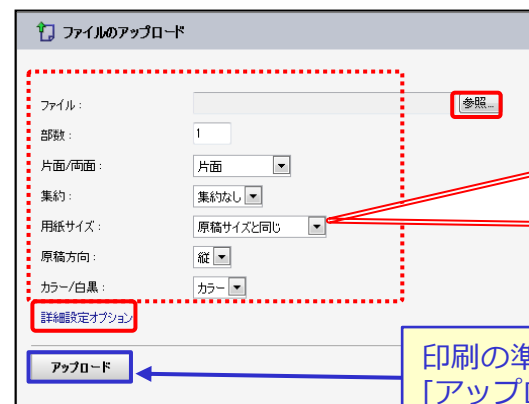 ファイルのアップロード
ファイル : 参照...
部数 : 1
片面/両面 : 片面
集約 : 集約なし
用紙サイズ : 原稿サイズと同じ
原稿方向 : 縦
カラー/白黒 : カラー
詳細設定オプション
アップロード
印刷の準
「アップロ